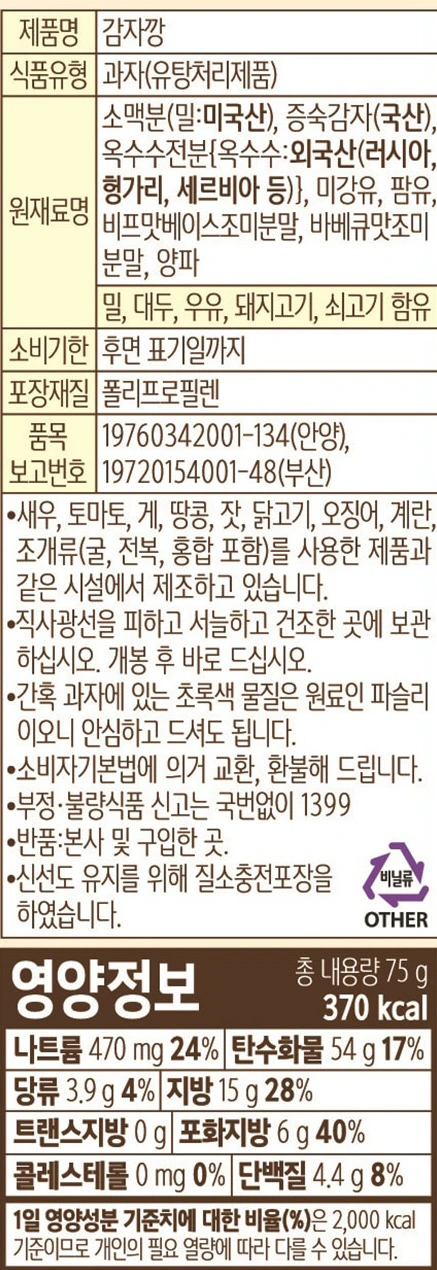 제품명 감자깡
식품유형 과자(유탕처리제품)
원재료명 소맥분(밀:미국산), 증숙감자(국산),
옥수수전분{옥수수:외국산(러시아,
헝가리, 세르비아 등)}, 미강유, 팜유,
비프맛베이스조미분말, 바베큐맛조미
분말, 양파
밀, 대두, 우유, 돼지고기, 쇠고기 함유
소비기한 후면 표기일까지
포장재질 폴리프로필렌
품목 19760342001-134(안양),
보고번호 19720154001-48(부산)
•새우, 토마토, 게, 땅콩, 잣, 닭고기, 오징어, 계란,
조개류(굴, 전복, 홍합 포함)를 사용한 제품과
같은 시설에서 제조하고 있습니다.
•직사광선을 피하고 서늘하고 건조한 곳에 보관
하십시오. 개봉 후 바로 드십시오.
•간혹 과자에 있는 초록색 물질은 원료인 파슬리
이오니 안심하고 드셔도 됩니다.
•소비자기본법에 의거 교환, 환불해 드립니다.
•부정·불량식품 신고는 국번없이 1399
•반품:본사 및 구입한 곳.
•신선도 유지를 위해 질소충전포장을
하였습니다.
비닐류
OTHER
영양정보 총 내용량 75 g
370 kcal
나트륨 470 mg 24% 탄수화물 54 g 17%
당류 3.9 g 4% 지방 15 g 28%
트랜스지방 0 g 포화지방 6 g 40%
콜레스테롤 0 mg 0% 단백질 4.4 g 8%
1일 영양성분 기준치에 대한 비율(%)은 2,000 kcal
기준이므로 개인의 필요 열량에 따라 다를 수 있습니다.